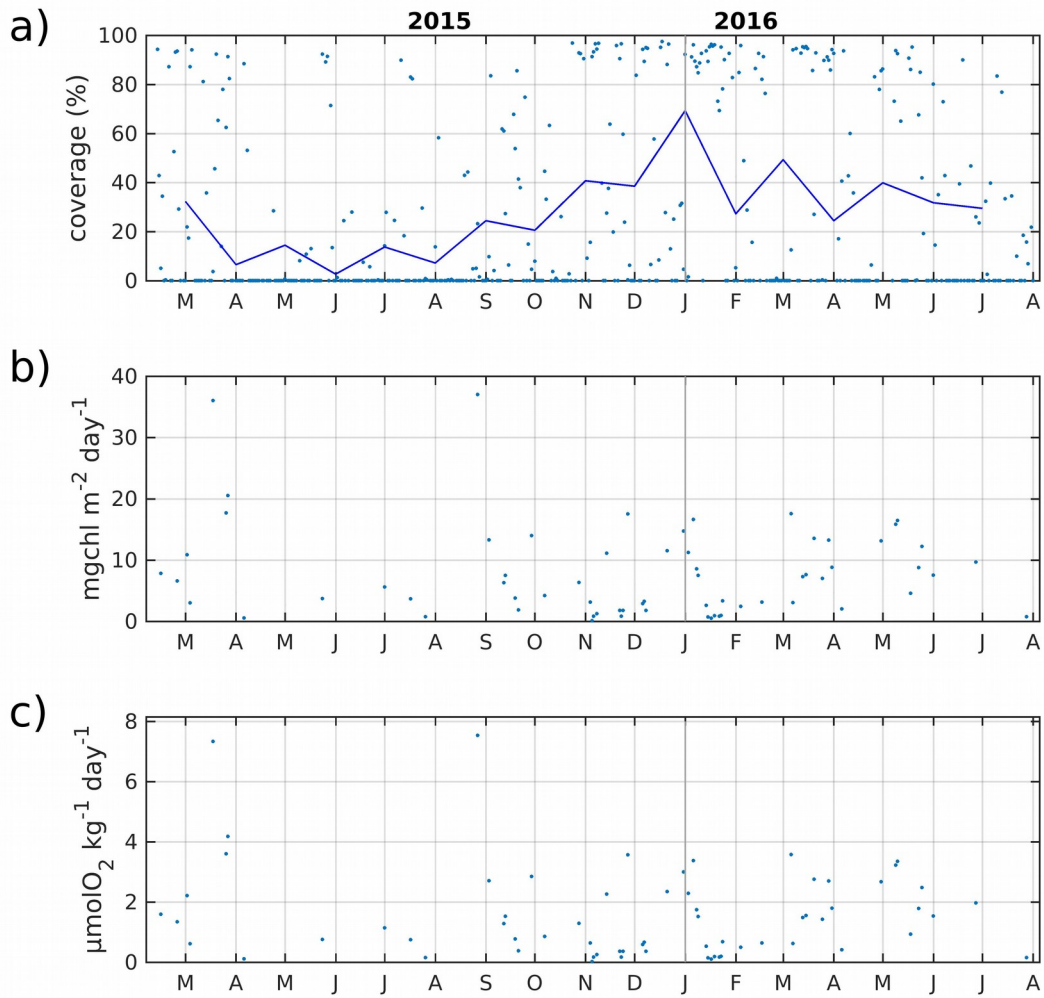 a)
2015 2016
coverage (%)
100
80
60
40
20
0
M A M J J A S O N D J F M A M J J A
b)
mgchl m⁻² day⁻¹
40
30
20
10
0
M A M J J A S O N D J F M A M J J A
c)
µmolO₂ kg⁻¹ day⁻¹
8
6
4
2
0
M A M J J A S O N D J F M A M J J A